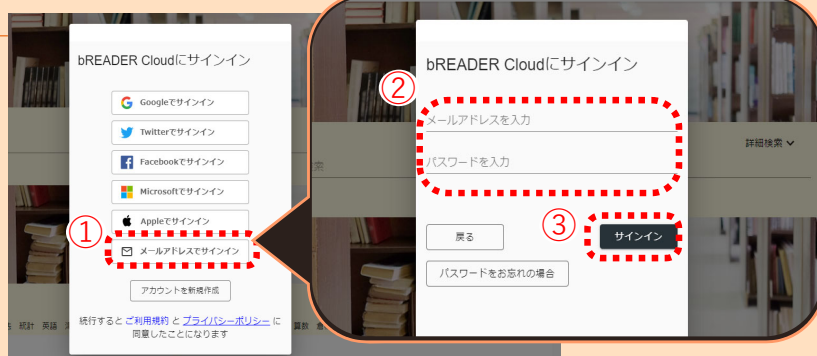 bREADER Cloudにサインイン
Googleでサインイン
Twitterでサインイン
Facebookでサインイン
Microsoftでサインイン
Appleでサインイン
①
メールアドレスでサインイン
アカウントを新規作成
続行すると ご利用規約 と プライバシーポリシー に
同意したことになります
統計 英語
算数
bREADER Cloudにサインイン
②
メールアドレスを入力
パスワードを入力
詳細検索
戻る
③
サインイン
パスワードをお忘れの場合